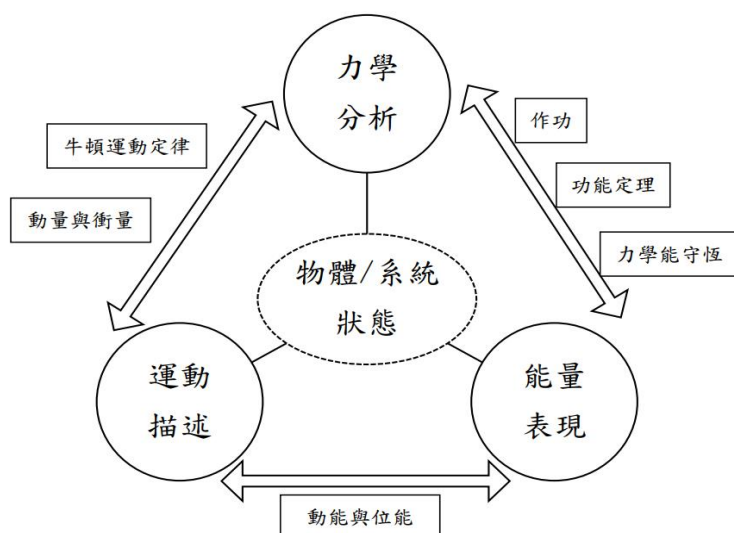 力學
分析
作功
牛頓運動定律
功能定理
動量與衝量
力學能守恆
物體/系統
狀態
運動
描述
能量
表現
動能與位能